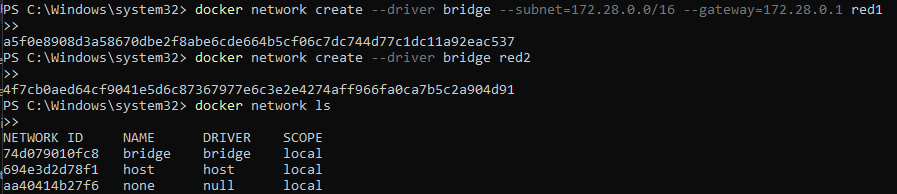 PS C:\Windows\system32> docker network create --driver bridge --subnet=172.28.0.0/16 --gateway=172.28.0.1 red1
>>
a5f0e8908d3a58670dbe2f8abe6cde664b5cf06c7dc744d77c1dc11a92eac537
PS C:\Windows\system32> docker network create --driver bridge red2
>>
4f7cb0aed64cf9041e5d6c87367977e6c3e2e4274aff966fa0ca7b5c2a904d91
PS C:\Windows\system32> docker network ls
>>
NETWORK ID     NAME      DRIVER    SCOPE
74d079010fc8   bridge    bridge    local
694e3d2d78f1   host      host      local
aa40414b27f6   none      null      local